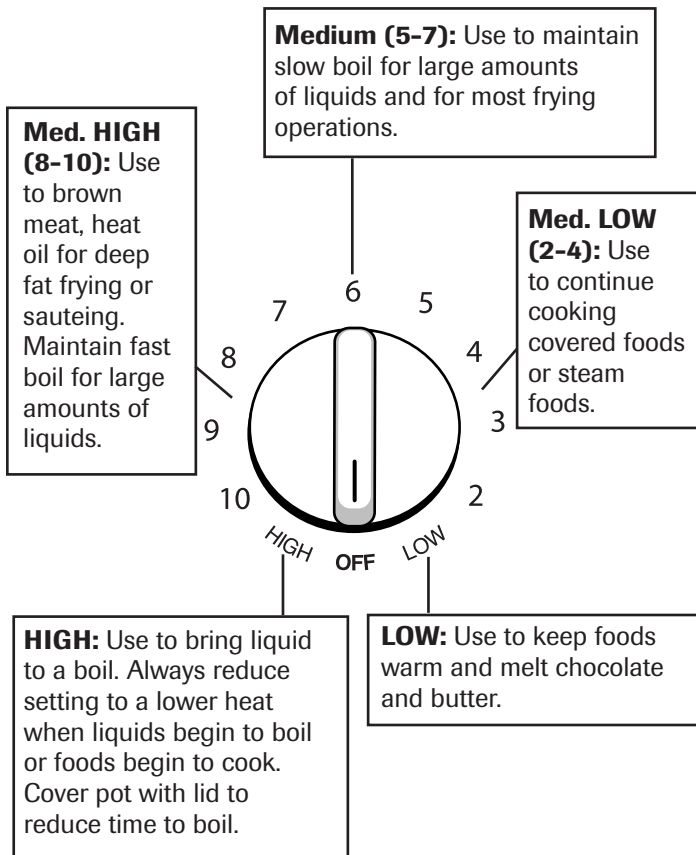 Medium (5-7): Use to maintain
slow boil for large amounts
of liquids and for most frying
operations.
Med. HIGH
(8-10): Use
to brown
meat, heat
oil for deep
fat frying or
sauteing.
Maintain fast
boil for large
amounts of
liquids.
Med. LOW
(2-4): Use
to continue
cooking
covered foods
or steam
foods.
6
7
5
8
4
9
3
10
2
HIGH
OFF
LOW
HIGH: Use to bring liquid
to a boil. Always reduce
setting to a lower heat
when liquids begin to boil
or foods begin to cook.
Cover pot with lid to
reduce time to boil.
LOW: Use to keep foods
warm and melt chocolate
and butter.